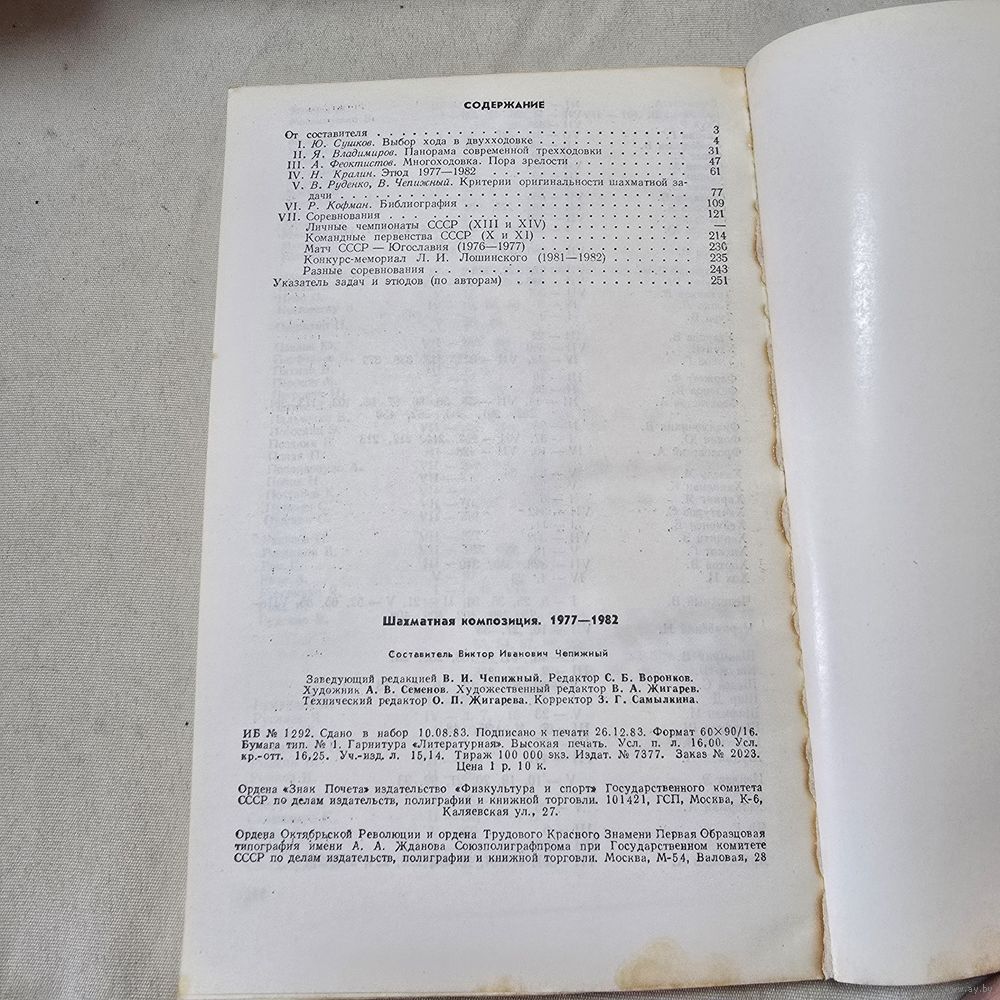 СОДЕРЖАНИЕ
От составителя . . . . . . . . . . . . . . . . . . . . . . . . 3
I. Ю. Сушков. Выбор хода в двухходовке . . . . . . . . . . . . 4
II. Я. Владимиров. Панорама современной трехходовки . . . . . . . 31
III. А. Феоктистов. Многоходовка. Пора зрелости . . . . . . . . . 47
IV. Н. Кралин. Этюд 1977—1982 . . . . . . . . . . . . . . . . 61
V. В. Руденко, В. Чепижный. Критерии оригинальности шахматной за-
дачи . . . . . . . . . . . . . . . . . . . . . . . . . . . 77
VI. Р. Кофман. Библиография . . . . . . . . . . . . . . . . . . 109
VII. Соревнования . . . . . . . . . . . . . . . . . . . . . . . 121
Личные чемпионаты СССР (XIII и XIV) . . . . . . . . . . . —
Командные первенства СССР (X и XI) . . . . . . . . . . . . 214
Матч СССР — Югославия (1976—1977) . . . . . . . . . . . . 230
Конкурс-мемориал Л. И. Лошинского (1981—1982) . . . . . . . 235
Разные соревнования . . . . . . . . . . . . . . . . . . . . 243
Указатель задач и этюдов (по авторам) . . . . . . . . . . . . . 251
Шахматная композиция. 1977—1982
Составитель Виктор Иванович Чепижный
Заведующий редакцией В. И. Чепижный. Редактор С. Б. Воронков.
Художник А. В. Семенов. Художественный редактор В. А. Жигарев.
Технический редактор О. П. Жигарева. Корректор З. Г. Самылкина.
ИБ № 1292. Сдано в набор 10.08.83. Подписано к печати 26.12.83. Формат 60×90/16.
Бумага тип. № 1. Гарнитура «Литературная». Высокая печать. Усл. п. л. 16,00. Усл.
кр.-отт. 16,25. Уч.-изд. л. 15,14. Тираж 100 000 экз. Издат. № 7377. Заказ № 2023.
Цена 1 р. 10 к.
Ордена «Знак Почета» издательство «Физкультура и спорт» Государственного комитета
СССР по делам издательств, полиграфии и книжной торговли. 101421, ГСП, Москва, К-6,
Каляевская ул., 27.
Ордена Октябрьской Революции и ордена Трудового Красного Знамени Первая Образцовая
типография имени А. А. Жданова Союзполиграфпрома при Государственном комитете
СССР по делам издательств, полиграфии и книжной торговли. Москва, М-54, Валовая, 28
www.ay.by